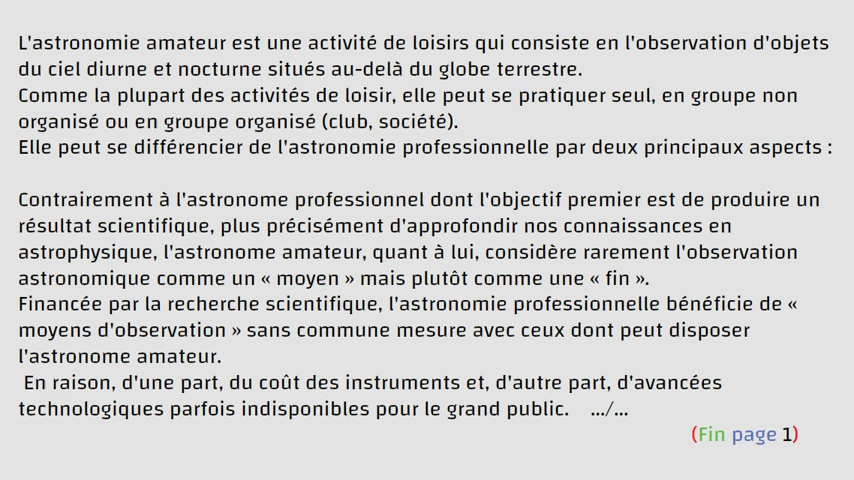 L'astronomie amateur est une activité de loisirs qui consiste en l'observation d'objets
du ciel diurne et nocturne situés au-delà du globe terrestre.
Comme la plupart des activités de loisir, elle peut se pratiquer seul, en groupe non
organisé ou en groupe organisé (club, société).
Elle peut se différencier de l'astronomie professionnelle par deux principaux aspects :
Contrairement à l'astronome professionnel dont l'objectif premier est de produire un
résultat scientifique, plus précisément d'approfondir nos connaissances en
astrophysique, l'astronome amateur, quant à lui, considère rarement l'observation
astronomique comme un « moyen » mais plutôt comme une « fin ».
Financée par la recherche scientifique, l'astronomie professionnelle bénéficie de «
moyens d'observation » sans commune mesure avec ceux dont peut disposer
l'astronome amateur.
En raison, d'une part, du coût des instruments et, d'autre part, d'avancées
technologiques parfois indisponibles pour le grand public. .../...
(Fin page 1)